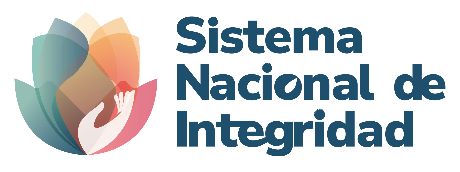 Sistema
Nacional de
Integridad